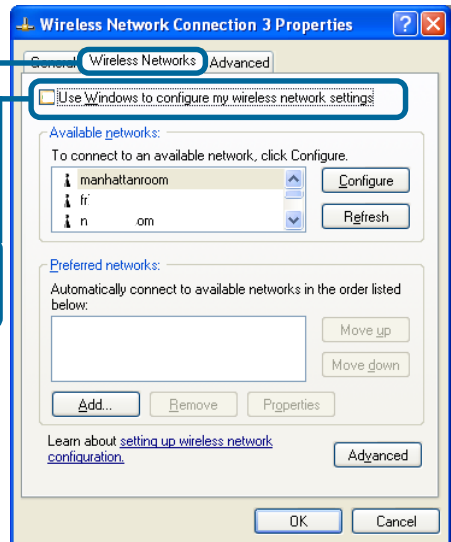 Wireless Network Connection 3 Properties
General Wireless Networks Advanced
Use Windows to configure my wireless network settings
Available networks:
To connect to an available network, click Configure.
manhattanroom
Configure
Refresh
Preferred networks:
Automatically connect to available networks in the order listed
below:
Move up
Move down
Add... Remove Properties
Learn about setting up wireless network
configuration.
Advanced
OK Cancel